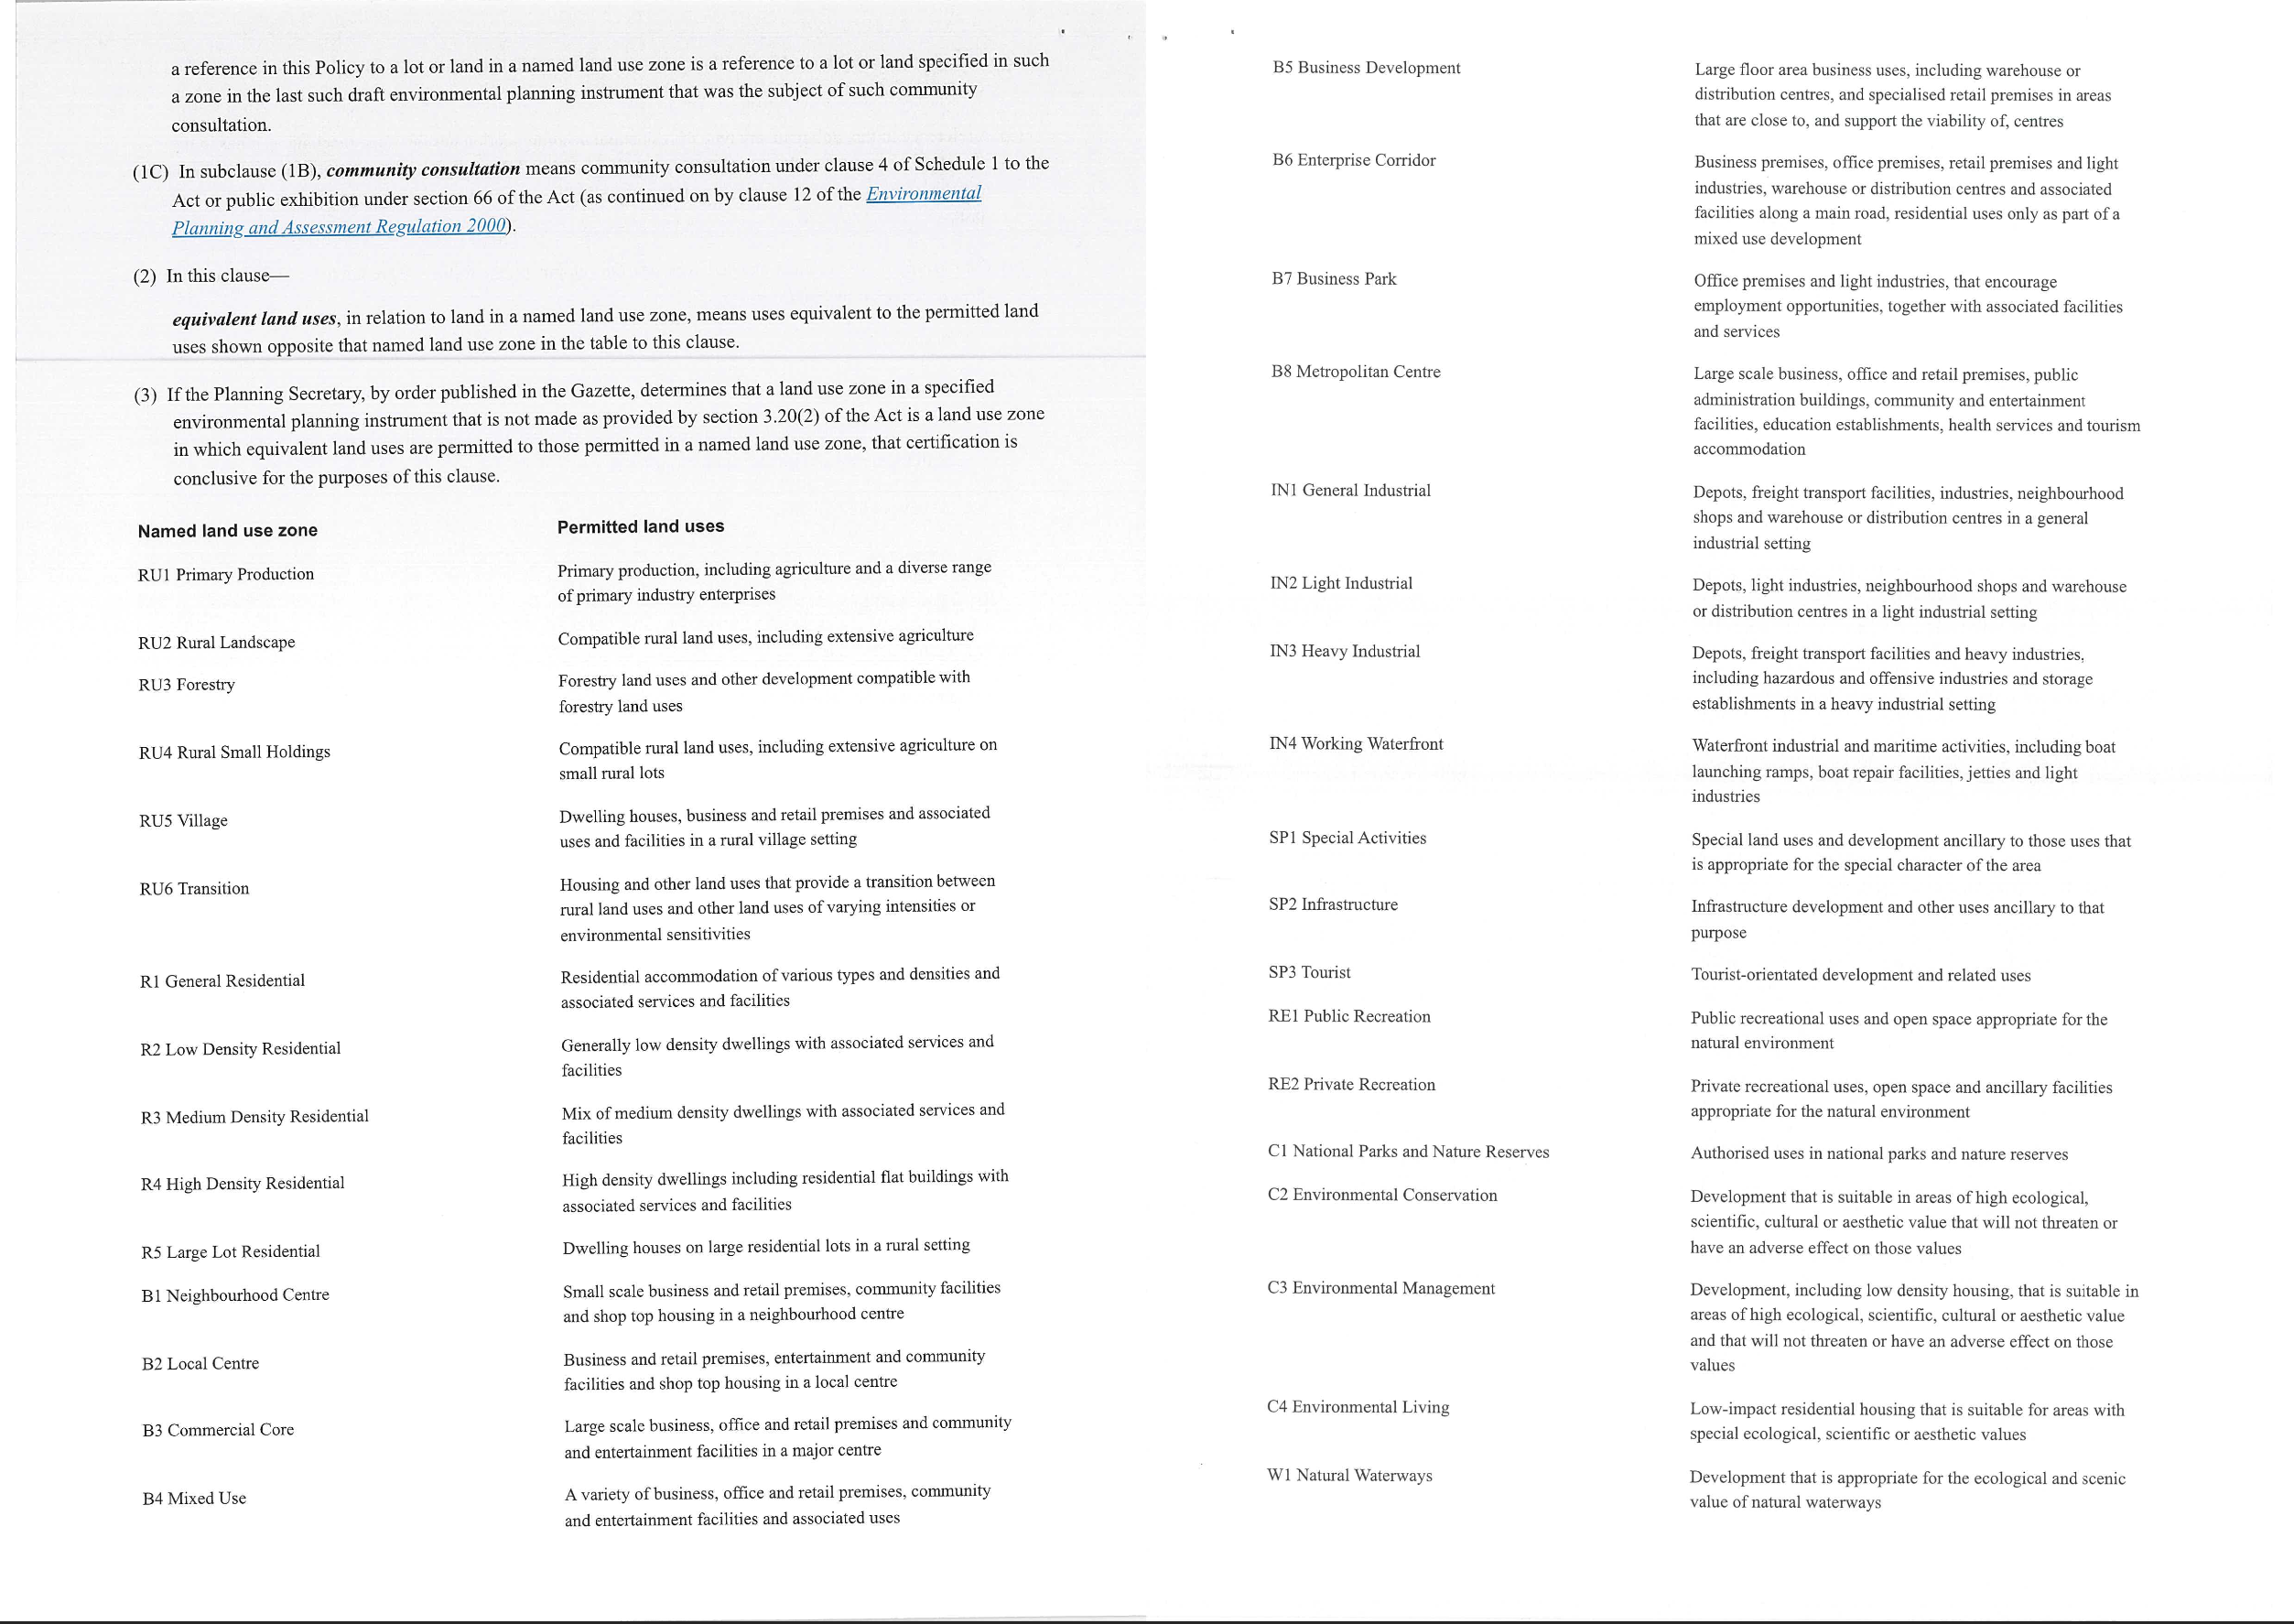 a reference in this Policy to a lot or land in a named land use zone is a reference to a lot or land specified in such
a zone in the last such draft environmental planning instrument that was the subject of such community
consultation.
(1C) In subclause (1B), community consultation means community consultation under clause 4 of Schedule 1 to the
Act or public exhibition under section 66 of the Act (as continued on by clause 12 of the Environmental
Planning and Assessment Regulation 2000).
(2) In this clause—
equivalent land uses, in relation to land in a named land use zone, means uses equivalent to the permitted land
uses shown opposite that named land use zone in the table to this clause.
(3) If the Planning Secretary, by order published in the Gazette, determines that a land use zone in a specified
environmental planning instrument that is not made as provided by section 3.20(2) of the Act is a land use zone
in which equivalent land uses are permitted to those permitted in a named land use zone, that certification is
conclusive for the purposes of this clause.
Named land use zone Permitted land uses
RU1 Primary Production Primary production, including agriculture and a diverse range
of primary industry enterprises
RU2 Rural Landscape Compatible rural land uses, including extensive agriculture
RU3 Forestry Forestry land uses and other development compatible with
forestry land uses
RU4 Rural Small Holdings Compatible rural land uses, including extensive agriculture on
small rural lots
RU5 Village Dwelling houses, business and retail premises and associated
uses and facilities in a rural village setting
RU6 Transition Housing and other land uses that provide a transition between
rural land uses and other land uses of varying intensities or
environmental sensitivities
R1 General Residential Residential accommodation of various types and densities and
associated services and facilities
R2 Low Density Residential Generally low density dwellings with associated services and
facilities
R3 Medium Density Residential Mix of medium density dwellings with associated services and
facilities
R4 High Density Residential High density dwellings including residential flat buildings with
associated services and facilities
R5 Large Lot Residential Dwelling houses on large residential lots in a rural setting
B1 Neighbourhood Centre Small scale business and retail premises, community facilities
and shop top housing in a neighbourhood centre
B2 Local Centre Business and retail premises, entertainment and community
facilities and shop top housing in a local centre
B3 Commercial Core Large scale business, office and retail premises and community
and entertainment facilities in a major centre
B4 Mixed Use A variety of business, office and retail premises, community
and entertainment facilities and associated uses
B5 Business Development Large floor area business uses, including warehouse or
distribution centres, and specialised retail premises in areas
that are close to, and support the viability of, centres
B6 Enterprise Corridor Business premises, office premises, retail premises and light
industries, warehouse or distribution centres and associated
facilities along a main road, residential uses only as part of a
mixed use development
B7 Business Park Office premises and light industries, that encourage
employment opportunities, together with associated facilities
and services
B8 Metropolitan Centre Large scale business, office and retail premises, public
administration buildings, community and entertainment
facilities, education establishments, health services and tourism
accommodation
IN1 General Industrial Depots, freight transport facilities, industries, neighbourhood
shops and warehouse or distribution centres in a general
industrial setting
IN2 Light Industrial Depots, light industries, neighbourhood shops and warehouse
or distribution centres in a light industrial setting
IN3 Heavy Industrial Depots, freight transport facilities and heavy industries,
including hazardous and offensive industries and storage
establishments in a heavy industrial setting
IN4 Working Waterfront Waterfront industrial and maritime activities, including boat
launching ramps, boat repair facilities, jetties and light
industries
SP1 Special Activities Special land uses and development ancillary to those uses that
is appropriate for the special character of the area
SP2 Infrastructure Infrastructure development and other uses ancillary to that
purpose
SP3 Tourist Tourist-orientated development and related uses
RE1 Public Recreation Public recreational uses and open space appropriate for the
natural environment
RE2 Private Recreation Private recreational uses, open space and ancillary facilities
appropriate for the natural environment
C1 National Parks and Nature Reserves Authorised uses in national parks and nature reserves
C2 Environmental Conservation Development that is suitable in areas of high ecological,
scientific, cultural or aesthetic value that will not threaten or
have an adverse effect on those values
C3 Environmental Management Development, including low density housing, that is suitable in
areas of high ecological, scientific, cultural or aesthetic value
and that will not threaten or have an adverse effect on those
values
C4 Environmental Living Low-impact residential housing that is suitable for areas with
special ecological, scientific or aesthetic values
W1 Natural Waterways Development that is appropriate for the ecological and scenic
value of natural waterways